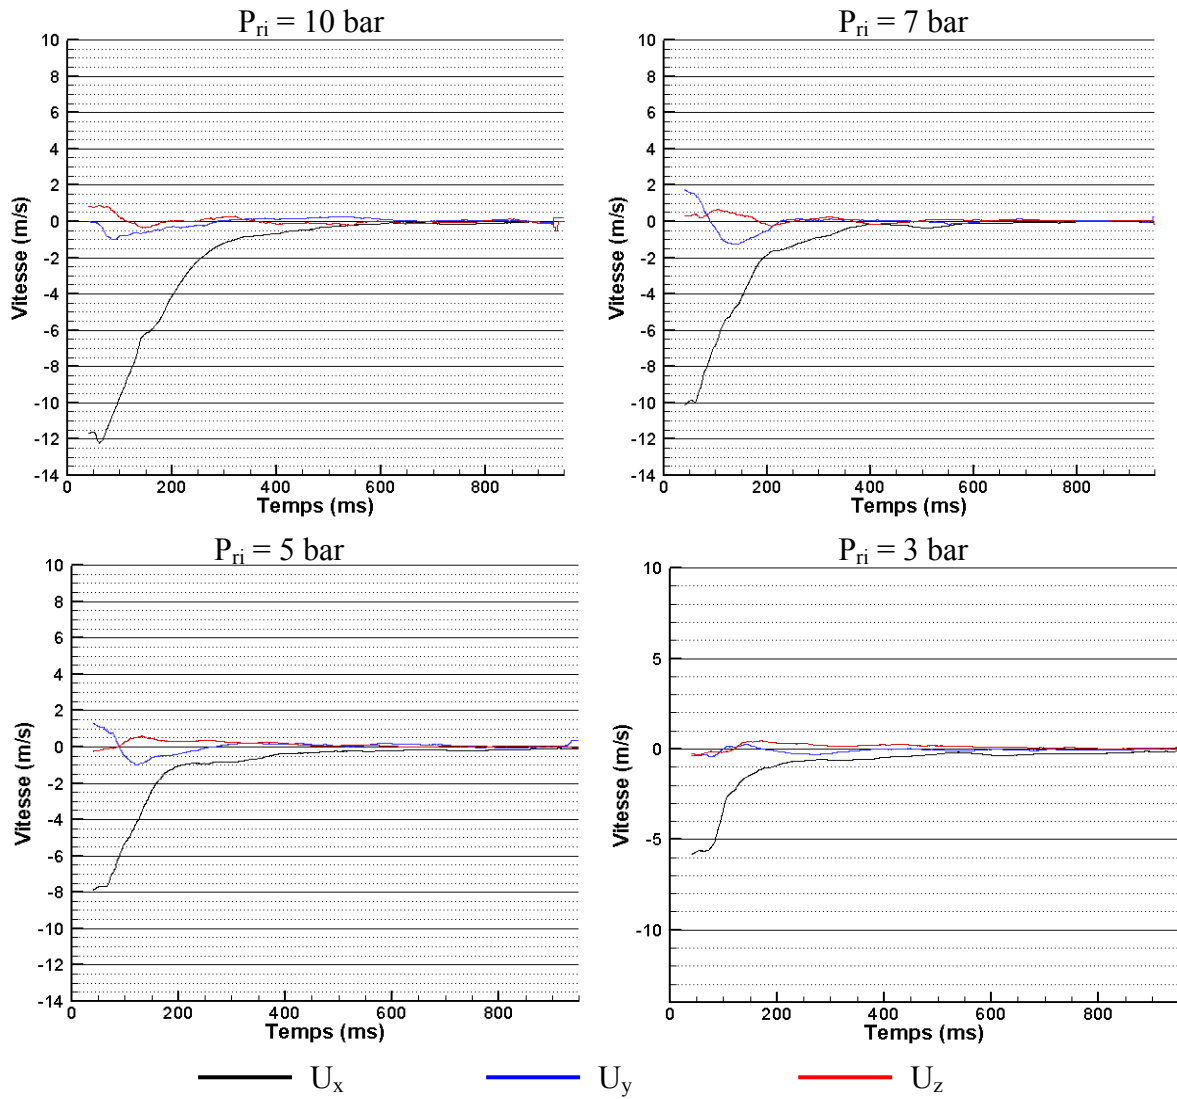 P_ri = 10 bar
10
8
6
4
2
0
-2
-4
-6
-8
-10
-12
-14
Vitesse (m/s)
0 200 400 600 800
Temps (ms)
P_ri = 7 bar
10
8
6
4
2
0
-2
-4
-6
-8
-10
-12
-14
Vitesse (m/s)
0 200 400 600 800
Temps (ms)
P_ri = 5 bar
10
8
6
4
2
0
-2
-4
-6
-8
-10
-12
-14
Vitesse (m/s)
0 200 400 600 800
Temps (ms)
P_ri = 3 bar
10
5
0
-5
-10
Vitesse (m/s)
0 200 400 600 800
Temps (ms)
U_x U_y U_z